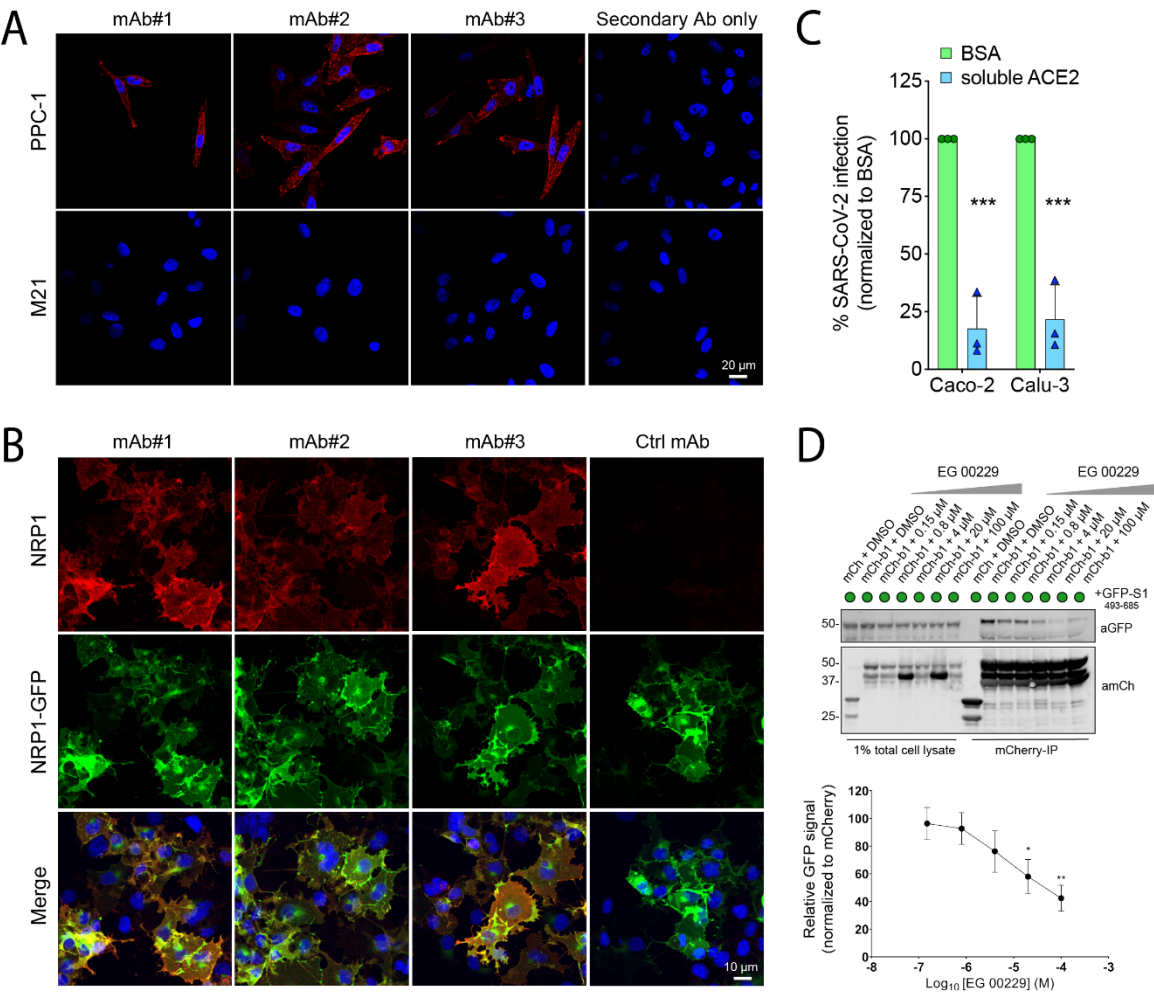 A
mAb#1 mAb#2 mAb#3 Secondary Ab only
PPC-1
M21
20 µm
B
mAb#1 mAb#2 mAb#3 Ctrl mAb
NRP1
NRP1-GFP
Merge
10 µm
C
BSA
soluble ACE2
% SARS-CoV-2 infection
(normalized to BSA)
125
100
75
50
25
0
*** ***
Caco-2 Calu-3
D
EG 00229 EG 00229
mCh + DMSO
mCh-b1 + DMSO
mCh-b1 + 0.15 µM
mCh-b1 + 0.8 µM
mCh-b1 + 4 µM
mCh-b1 + 20 µM
mCh-b1 + 100 µM
mCh + DMSO
mCh-b1 + DMSO
mCh-b1 + 0.15 µM
mCh-b1 + 0.8 µM
mCh-b1 + 4 µM
mCh-b1 + 20 µM
mCh-b1 + 100 µM
+GFP-S1
493-685
50- aGFP
50-
37- amCh
25-
1% total cell lysate mCherry-IP
Relative GFP signal
(normalized to mCherry)
120
100
80
60
40
20
0
* **
-8 -7 -6 -5 -4 -3
Log10 [EG 00229] (M)